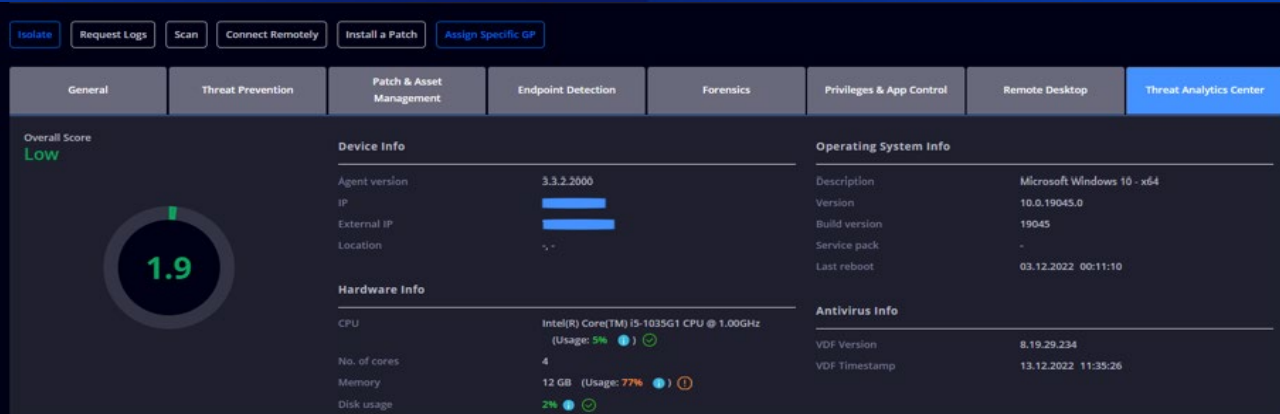 Isolate
Request Logs
Scan
Connect Remotely
Install a Patch
Assign Specific GP
General
Threat Prevention
Patch & Asset
Management
Endpoint Detection
Forensics
Privileges & App Control
Remote Desktop
Threat Analytics Center
Overall Score
Low
1.9
Device Info
Agent version 3.3.2.2000
IP
External IP
Location -, -
Hardware Info
CPU Intel(R) Core(TM) i5-1035G1 CPU @ 1.00GHz
(Usage: 5% i )
No. of cores 4
Memory 12 GB (Usage: 77% i ) !
Disk usage 2% i
Operating System Info
Description Microsoft Windows 10 - x64
Version 10.0.19045.0
Build version 19045
Service pack -
Last reboot 03.12.2022 00:11:10
Antivirus Info
VDF Version 8.19.29.234
VDF Timestamp 13.12.2022 11:35:26